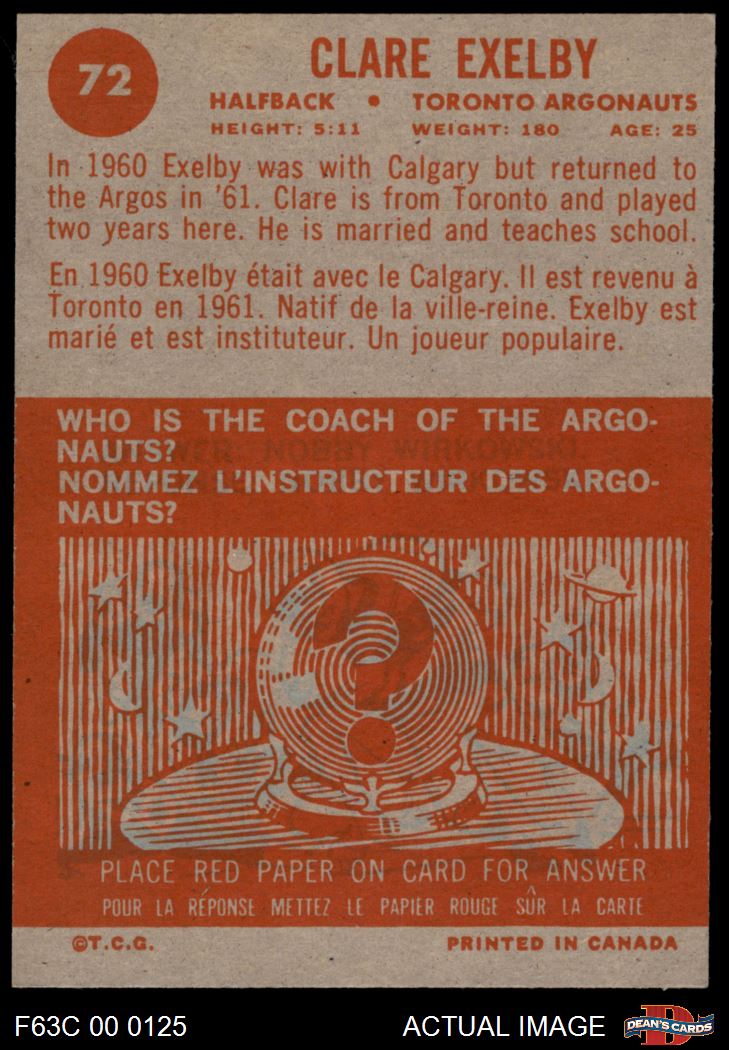 72
CLARE EXELBY
HALFBACK • TORONTO ARGONAUTS
HEIGHT: 5:11 WEIGHT: 180 AGE: 25
In 1960 Exelby was with Calgary but returned to
the Argos in '61. Clare is from Toronto and played
two years here. He is married and teaches school.
En 1960 Exelby était avec le Calgary. Il est revenu à
Toronto en 1961. Natif de la ville-reine. Exelby est
marié et est instituteur. Un joueur populaire.
WHO IS THE COACH OF THE ARGO-
NAUTS?
NOMMEZ L'INSTRUCTEUR DES ARGO-
NAUTS?
ANSWER: NOBBY WIRKOWSKI.
?
PLACE RED PAPER ON CARD FOR ANSWER
POUR LA RÉPONSE METTEZ LE PAPIER ROUGE SÛR LA CARTE
©T.C.G. PRINTED IN CANADA
F63C 00 0125 ACTUAL IMAGE
D
DEAN'S CARDS